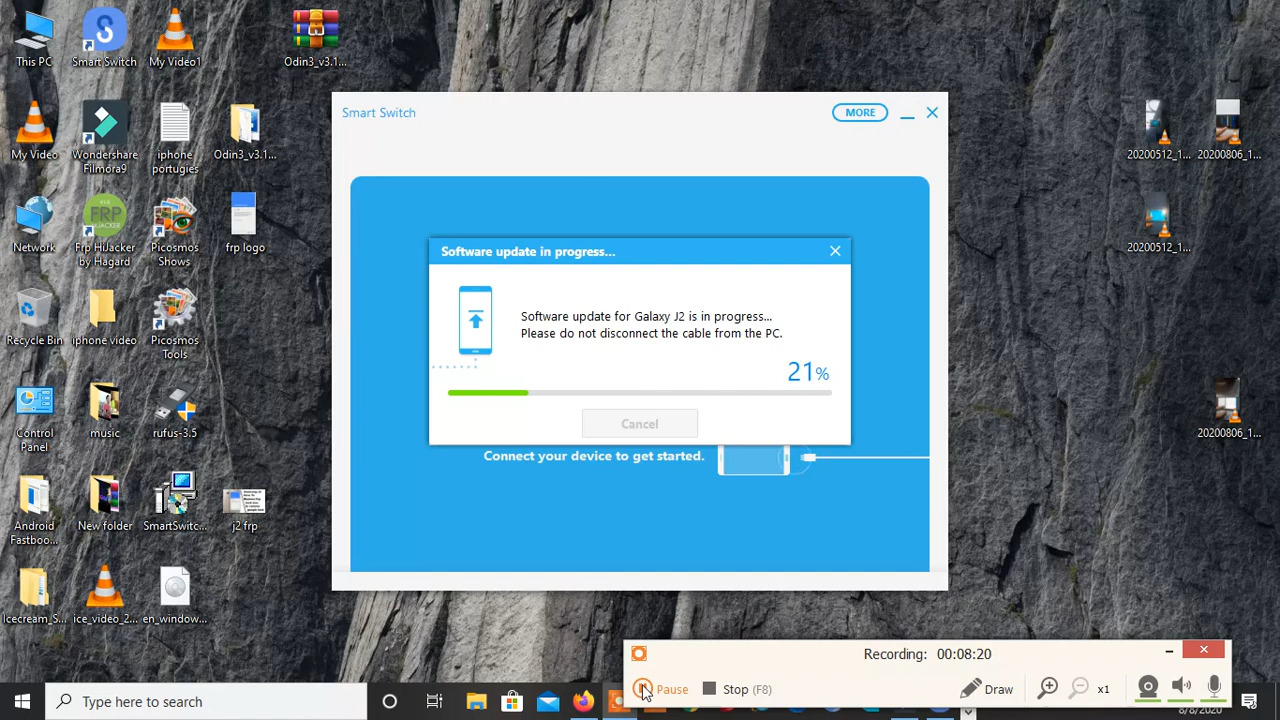 This PC
Smart Switch
My Video1
Odin3_v3.1...
My Video
Wondershare
Filmora9
iphone
portugies
Odin3_v3.1...
Network
Frp HiJacker
by Hagard
Picosmos
Shows
frp logo
Recycle Bin
iphone video
Picosmos
Tools
Control
Panel
music
rufus-3.5
Android
Fastboo...
New folder
SmartSwitc...
j2 frp
Icecream_S...
ice_video_2...
en_window...
FRP
Smart Switch
MORE
Software update in progress...
Software update for Galaxy J2 is in progress...
Please do not disconnect the cable from the PC.
21%
Cancel
Connect your device to get started.
20200512_1...
20200806_1...
20200512_1...
20200806_1...
Recording: 00:08:20
Pause
Stop (F8)
Draw
x1
Type here to search
8/8/2020